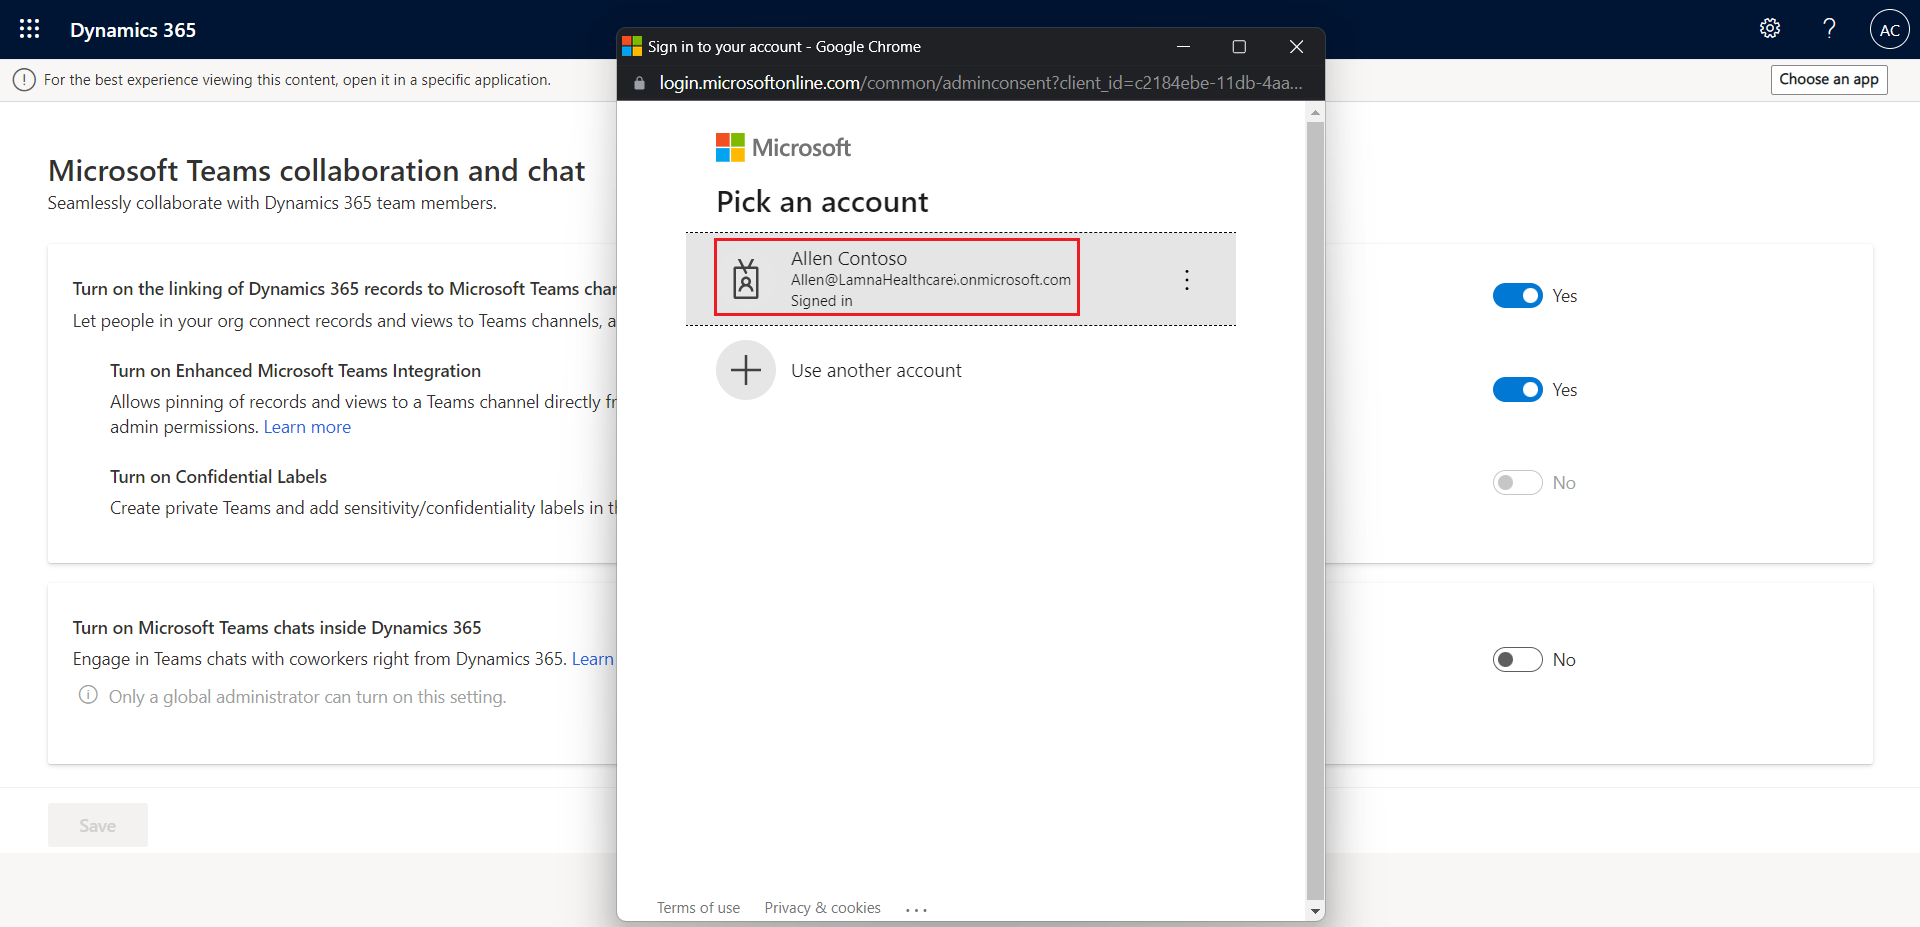 Dynamics 365
AC
For the best experience viewing this content, open it in a specific application.
Choose an app
Microsoft Teams collaboration and chat
Seamlessly collaborate with Dynamics 365 team members.
Turn on the linking of Dynamics 365 records to Microsoft Teams char
Yes
Let people in your org connect records and views to Teams channels, a
Turn on Enhanced Microsoft Teams Integration
Yes
Allows pinning of records and views to a Teams channel directly fr
admin permissions. Learn more
Turn on Confidential Labels
No
Create private Teams and add sensitivity/confidentiality labels in th
Turn on Microsoft Teams chats inside Dynamics 365
Engage in Teams chats with coworkers right from Dynamics 365. Learn
No
Only a global administrator can turn on this setting.
Save
Sign in to your account - Google Chrome
login.microsoftonline.com/common/adminconsent?client_id=c2184ebe-11db-4aa...
Microsoft
Pick an account
Allen Contoso
Allen@LamnaHealthcare.onmicrosoft.com
Signed in
Use another account
Terms of use
Privacy & cookies
...